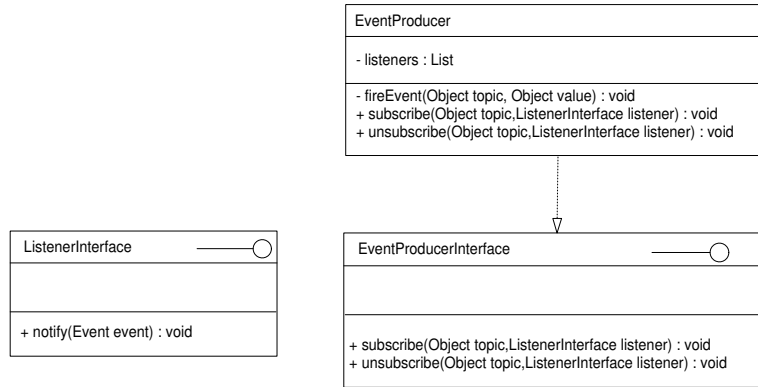 EventProducer
- listeners : List
- fireEvent(Object topic, Object value) : void
+ subscribe(Object topic,ListenerInterface listener) : void
+ unsubscribe(Object topic,ListenerInterface listener) : void
ListenerInterface
+ notify(Event event) : void
EventProducerInterface
+ subscribe(Object topic,ListenerInterface listener) : void
+ unsubscribe(Object topic,ListenerInterface listener) : void